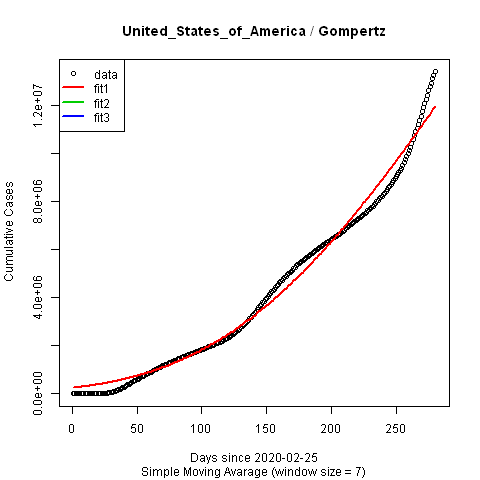 United_States_of_America / Gompertz
data
fit1
fit2
fit3
Cumulative Cases
0.0e+00
4.0e+06
8.0e+06
1.2e+07
0
50
100
150
200
250
Days since 2020-02-25
Simple Moving Avarage (window size = 7)